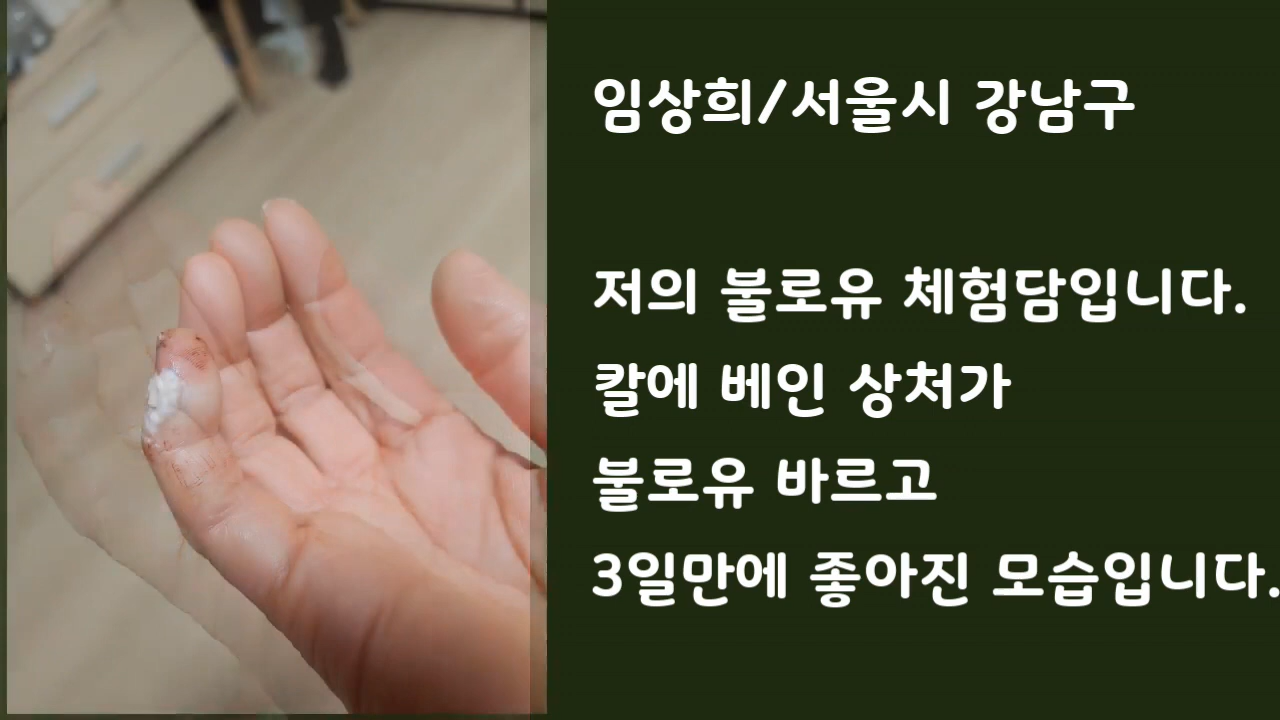 임상희/서울시 강남구
저의 불로유 체험담입니다.
칼에 베인 상처가
불로유 바르고
3일만에 좋아진 모습입니다.